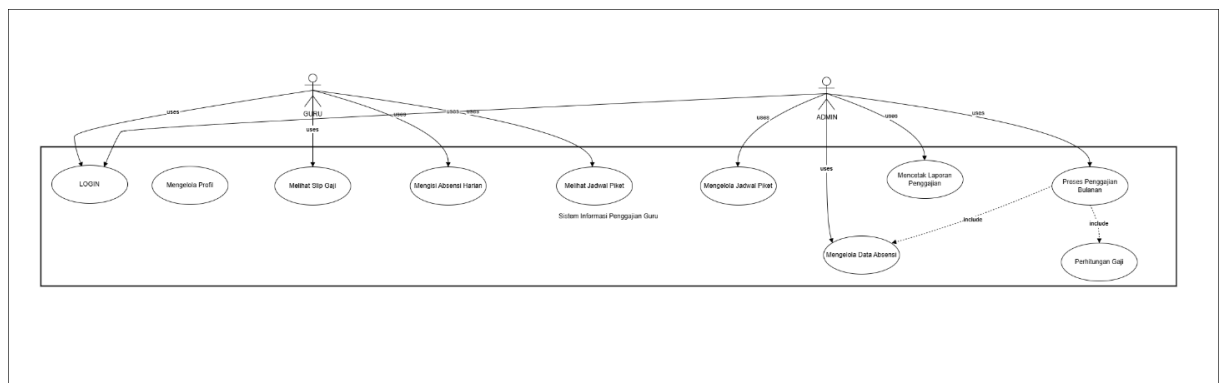 uses
GURU
uses
uses
uses
uses
uses
ADMIN
uses
uses
uses
LOGIN
Mengelola Profil
Melihat Slip Gaji
Mengisi Absensi Harian
Melihat Jadwal Piket
Mengelola Jadwal Piket
Mencetak Laporan
Penggajian
Proses Penggajian
Bulanan
Sistem Informasi Penggajian Guru
include
include
Mengelola Data Absensi
Perhitungan Gaji